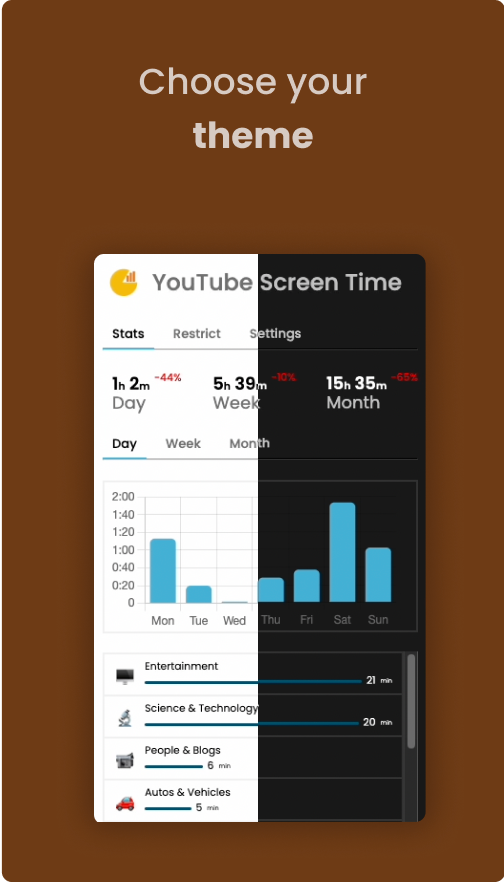 Choose your
theme
YouTube Screen Time
Stats Restrict Settings
1h 2m -44% 5h 39m -10% 15h 35m -65%
Day Week Month
Day Week Month
2:00
1:40
1:20
1:00
0:40
0:20
0
Mon Tue Wed Thu Fri Sat Sun
Entertainment
21 min
Science & Technology
20 min
People & Blogs
6 min
Autos & Vehicles
5 min